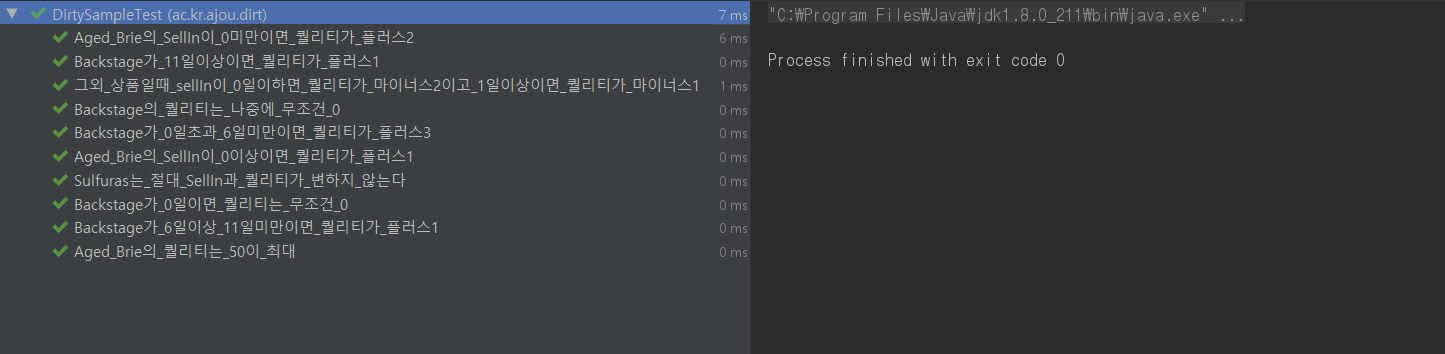 DirtySampleTest (ac.kr.ajou.dirt) 7 ms
Aged_Brie의_SellIn이_0미만이면_퀄리티가_플러스2 6 ms
Backstage가_11일이상이면_퀄리티가_플러스1 0 ms
그외_상품일때_sellIn이_0일이하면_퀄리티가_마이너스2이고_1일이상이면_퀄리티가_마이너스1 1 ms
Backstage의_퀄리티는_나중에_무조건_0 0 ms
Backstage가_0일초과_6일미만이면_퀄리티가_플러스3 0 ms
Aged_Brie의_SellIn이_0이상이면_퀄리티가_플러스1 0 ms
Sulfuras는_절대_SellIn과_퀄리티가_변하지_않는다 0 ms
Backstage가_0일이면_퀄리티는_무조건_0 0 ms
Backstage가_6일이상_11일미만이면_퀄리티가_플러스1 0 ms
Aged_Brie의_퀄리티는_50이_최대 0 ms
"C:₩Program Files₩Java₩jdk1.8.0_211₩bin₩java.exe" ...
Process finished with exit code 0